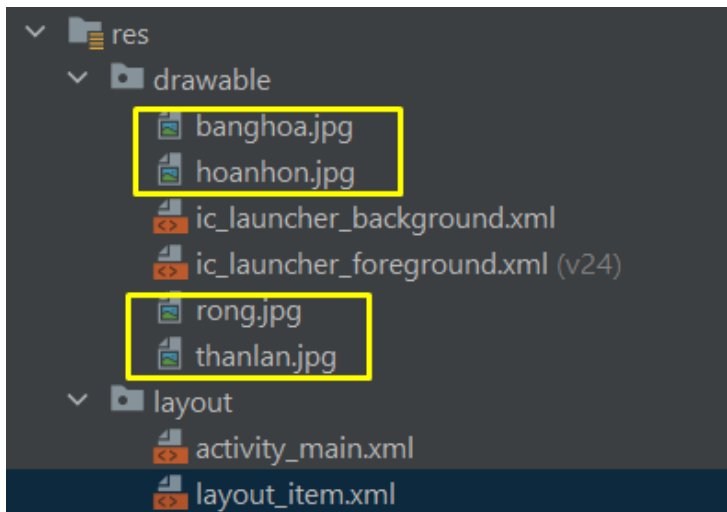 res
drawable
banghoa.jpg
hoanhon.jpg
ic_launcher_background.xml
ic_launcher_foreground.xml (v24)
rong.jpg
thanlan.jpg
layout
activity_main.xml
layout_item.xml